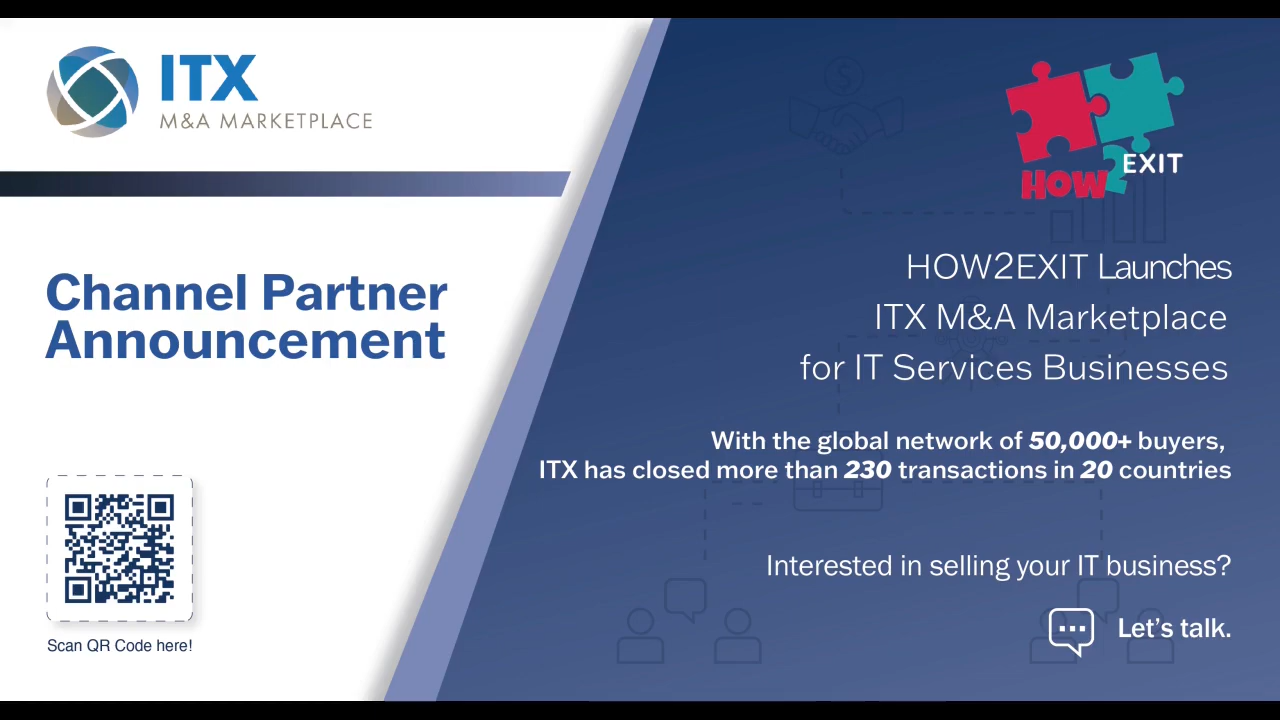 ITX
M&A MARKETPLACE
Channel Partner
Announcement
Scan QR Code here!
HOW2EXIT
HOW2EXIT Launches
ITX M&A Marketplace
for IT Services Businesses
With the global network of 50,000+ buyers,
ITX has closed more than 230 transactions in 20 countries
Interested in selling your IT business?
Let's talk.